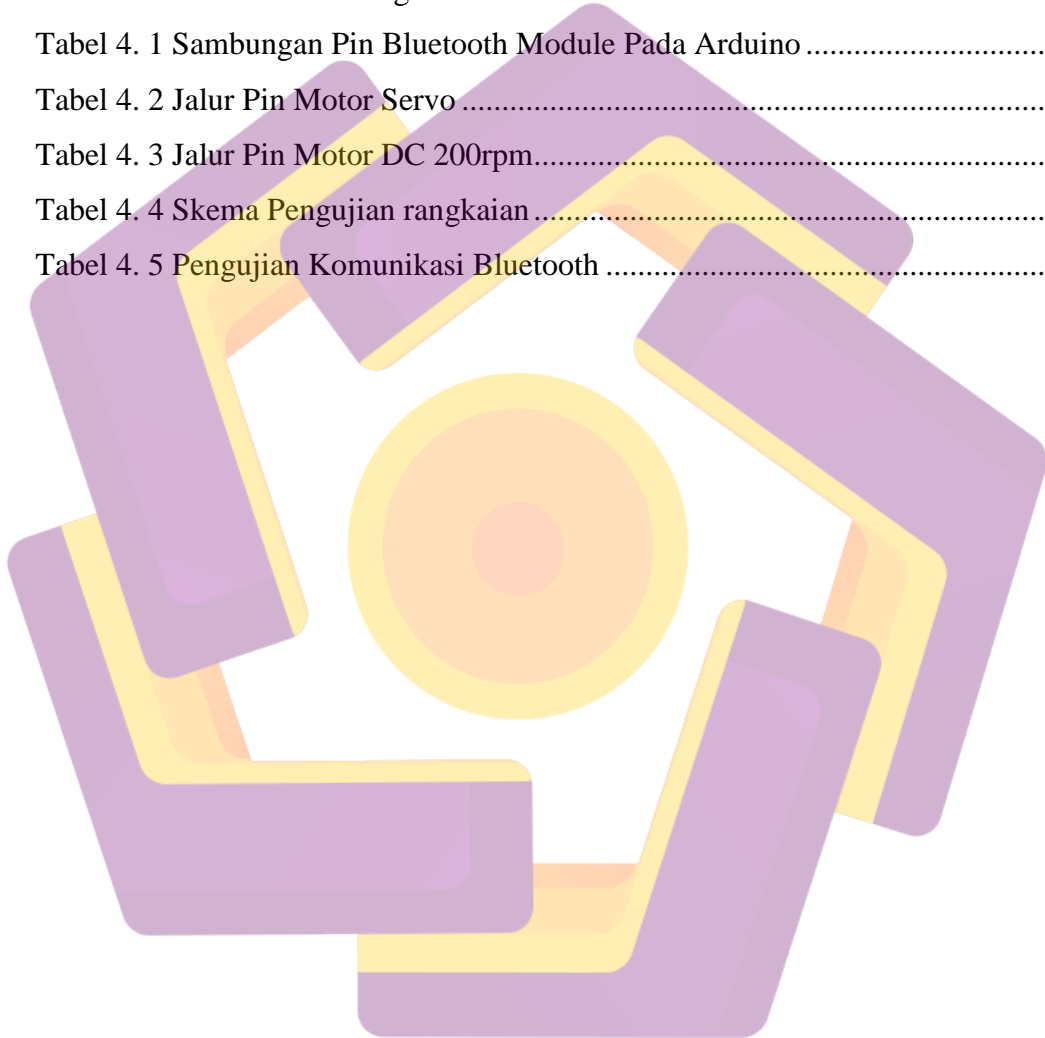 Tabel 4. 1 Sambungan Pin Bluetooth Module Pada Arduino ..............................
Tabel 4. 2 Jalur Pin Motor Servo .........................................................................
Tabel 4. 3 Jalur Pin Motor DC 200rpm................................................................
Tabel 4. 4 Skema Pengujian rangkaian ................................................................
Tabel 4. 5 Pengujian Komunikasi Bluetooth .......................................................